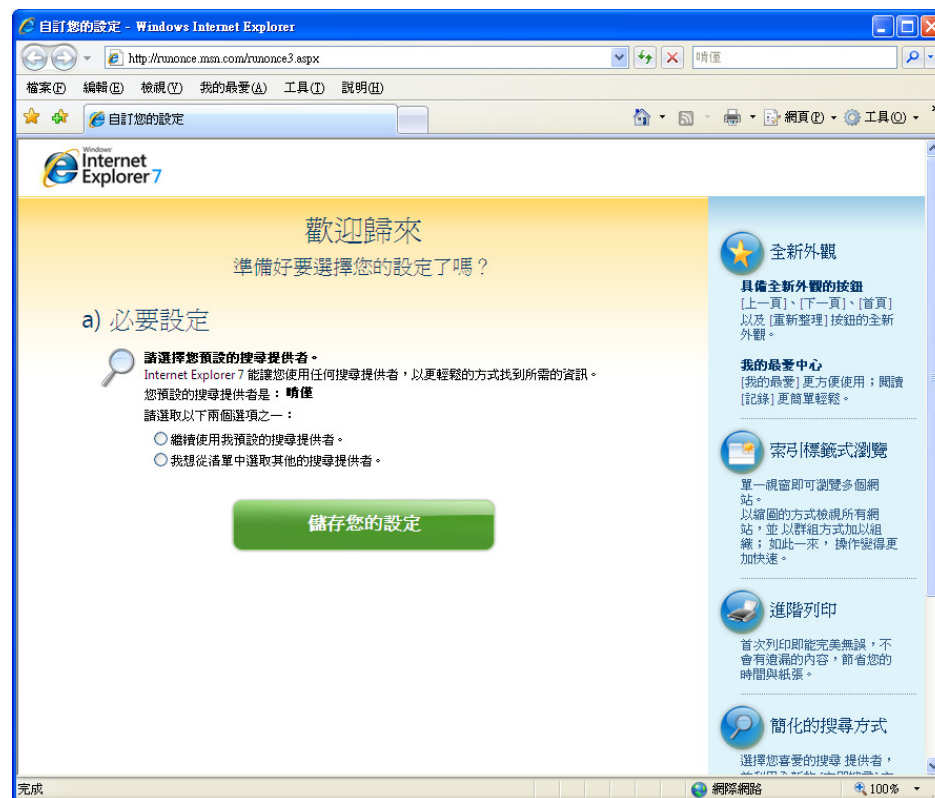 自訂您的設定 - Windows Internet Explorer
http://runonce.msn.com/runonce3.aspx
啃僅
檔案(F) 編輯(E) 檢視(V) 我的最愛(A) 工具(T) 說明(H)
自訂您的設定
網頁(P) 工具(O)
Windows
Internet Explorer 7
歡迎歸來
準備好要選擇您的設定了嗎？
a) 必要設定
請選擇您預設的搜尋提供者。
Internet Explorer 7 能讓您使用任何搜尋提供者，以更輕鬆的方式找到所需的資訊。
您預設的搜尋提供者是：啃僅
請選取以下兩個選項之一：
繼續使用我預設的搜尋提供者。
我想從清單中選取其他的搜尋提供者。
儲存您的設定
全新外觀
具備全新外觀的按鈕
[上一頁]、[下一頁]、[首頁]
以及 [重新整理] 按鈕的全新
外觀。
我的最愛中心
[我的最愛] 更方便使用；閱讀
[記錄] 更簡單輕鬆。
索引標籤式瀏覽
單一視窗即可瀏覽多個網
站。
以縮圖的方式檢視所有網
站，並 以群組方式加以組
織；如此一來， 操作變得更
加快速。
進階列印
首次列印即能完美無誤，不
會有遺漏的內容，節省您的
時間與紙張。
簡化的搜尋方式
選擇您喜愛的搜尋 提供者，
完成
網際網路
100%